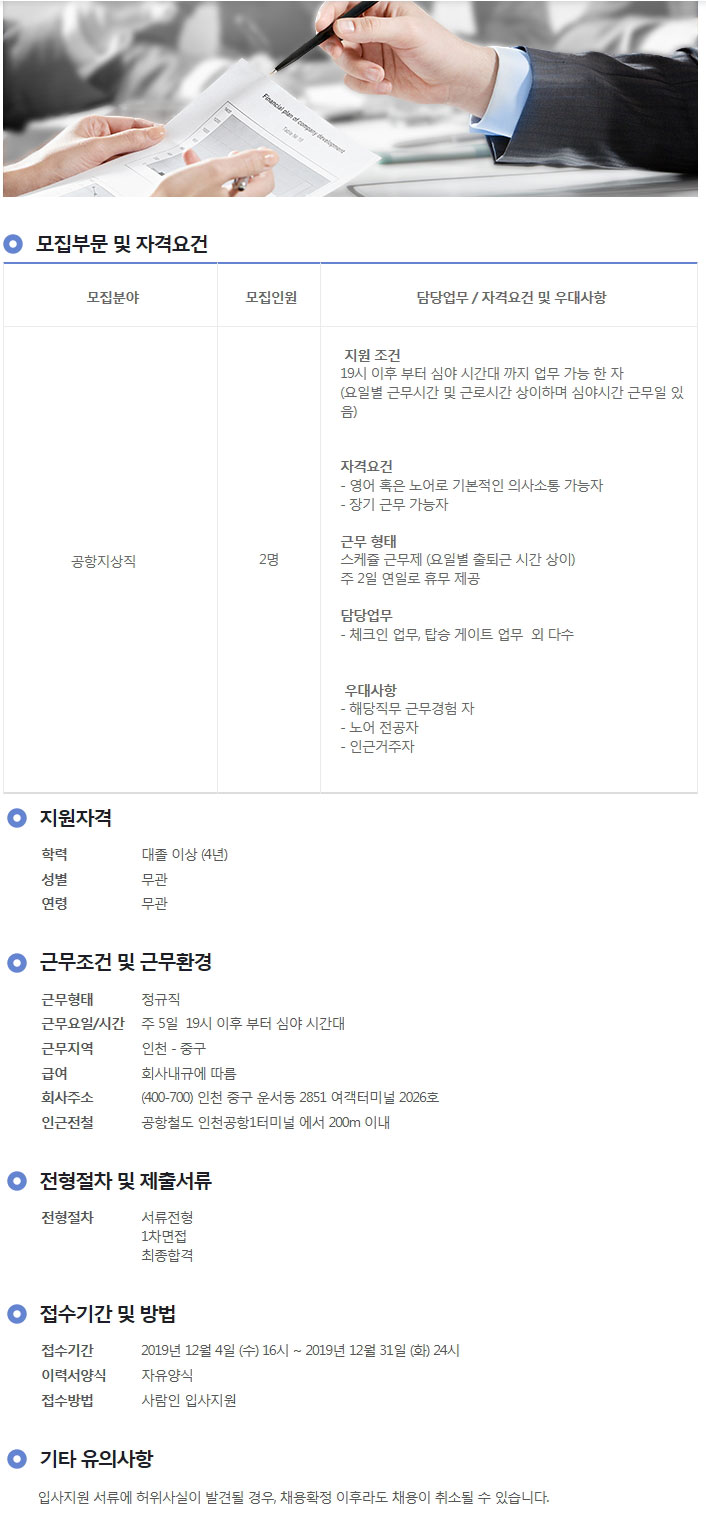 Financial plan of company development
Table № 16
모집부문 및 자격요건
모집분야
모집인원
담당업무 / 자격요건 및 우대사항
공항지상직
2명
지원 조건
19시 이후 부터 심야 시간대 까지 업무 가능 한 자
(요일별 근무시간 및 근로시간 상이하며 심야시간 근무일 있
음)
자격요건
- 영어 혹은 노어로 기본적인 의사소통 가능자
- 장기 근무 가능자
근무 형태
스케쥴 근무제 (요일별 출퇴근 시간 상이)
주 2일 연일로 휴무 제공
담당업무
- 체크인 업무, 탑승 게이트 업무  외 다수
우대사항
- 해당직무 근무경험 자
- 노어 전공자
- 인근거주자
지원자격
학력 대졸 이상 (4년)
성별 무관
연령 무관
근무조건 및 근무환경
근무형태 정규직
근무요일/시간 주 5일  19시 이후 부터 심야 시간대
근무지역 인천 - 중구
급여 회사내규에 따름
회사주소 (400-700) 인천 중구 운서동 2851 여객터미널 2026호
인근전철 공항철도 인천공항1터미널 에서 200m 이내
전형절차 및 제출서류
전형절차 서류전형
1차면접
최종합격
접수기간 및 방법
접수기간 2019년 12월 4일 (수) 16시 ~ 2019년 12월 31일 (화) 24시
이력서양식 자유양식
접수방법 사람인 입사지원
기타 유의사항
입사지원 서류에 허위사실이 발견될 경우, 채용확정 이후라도 채용이 취소될 수 있습니다.